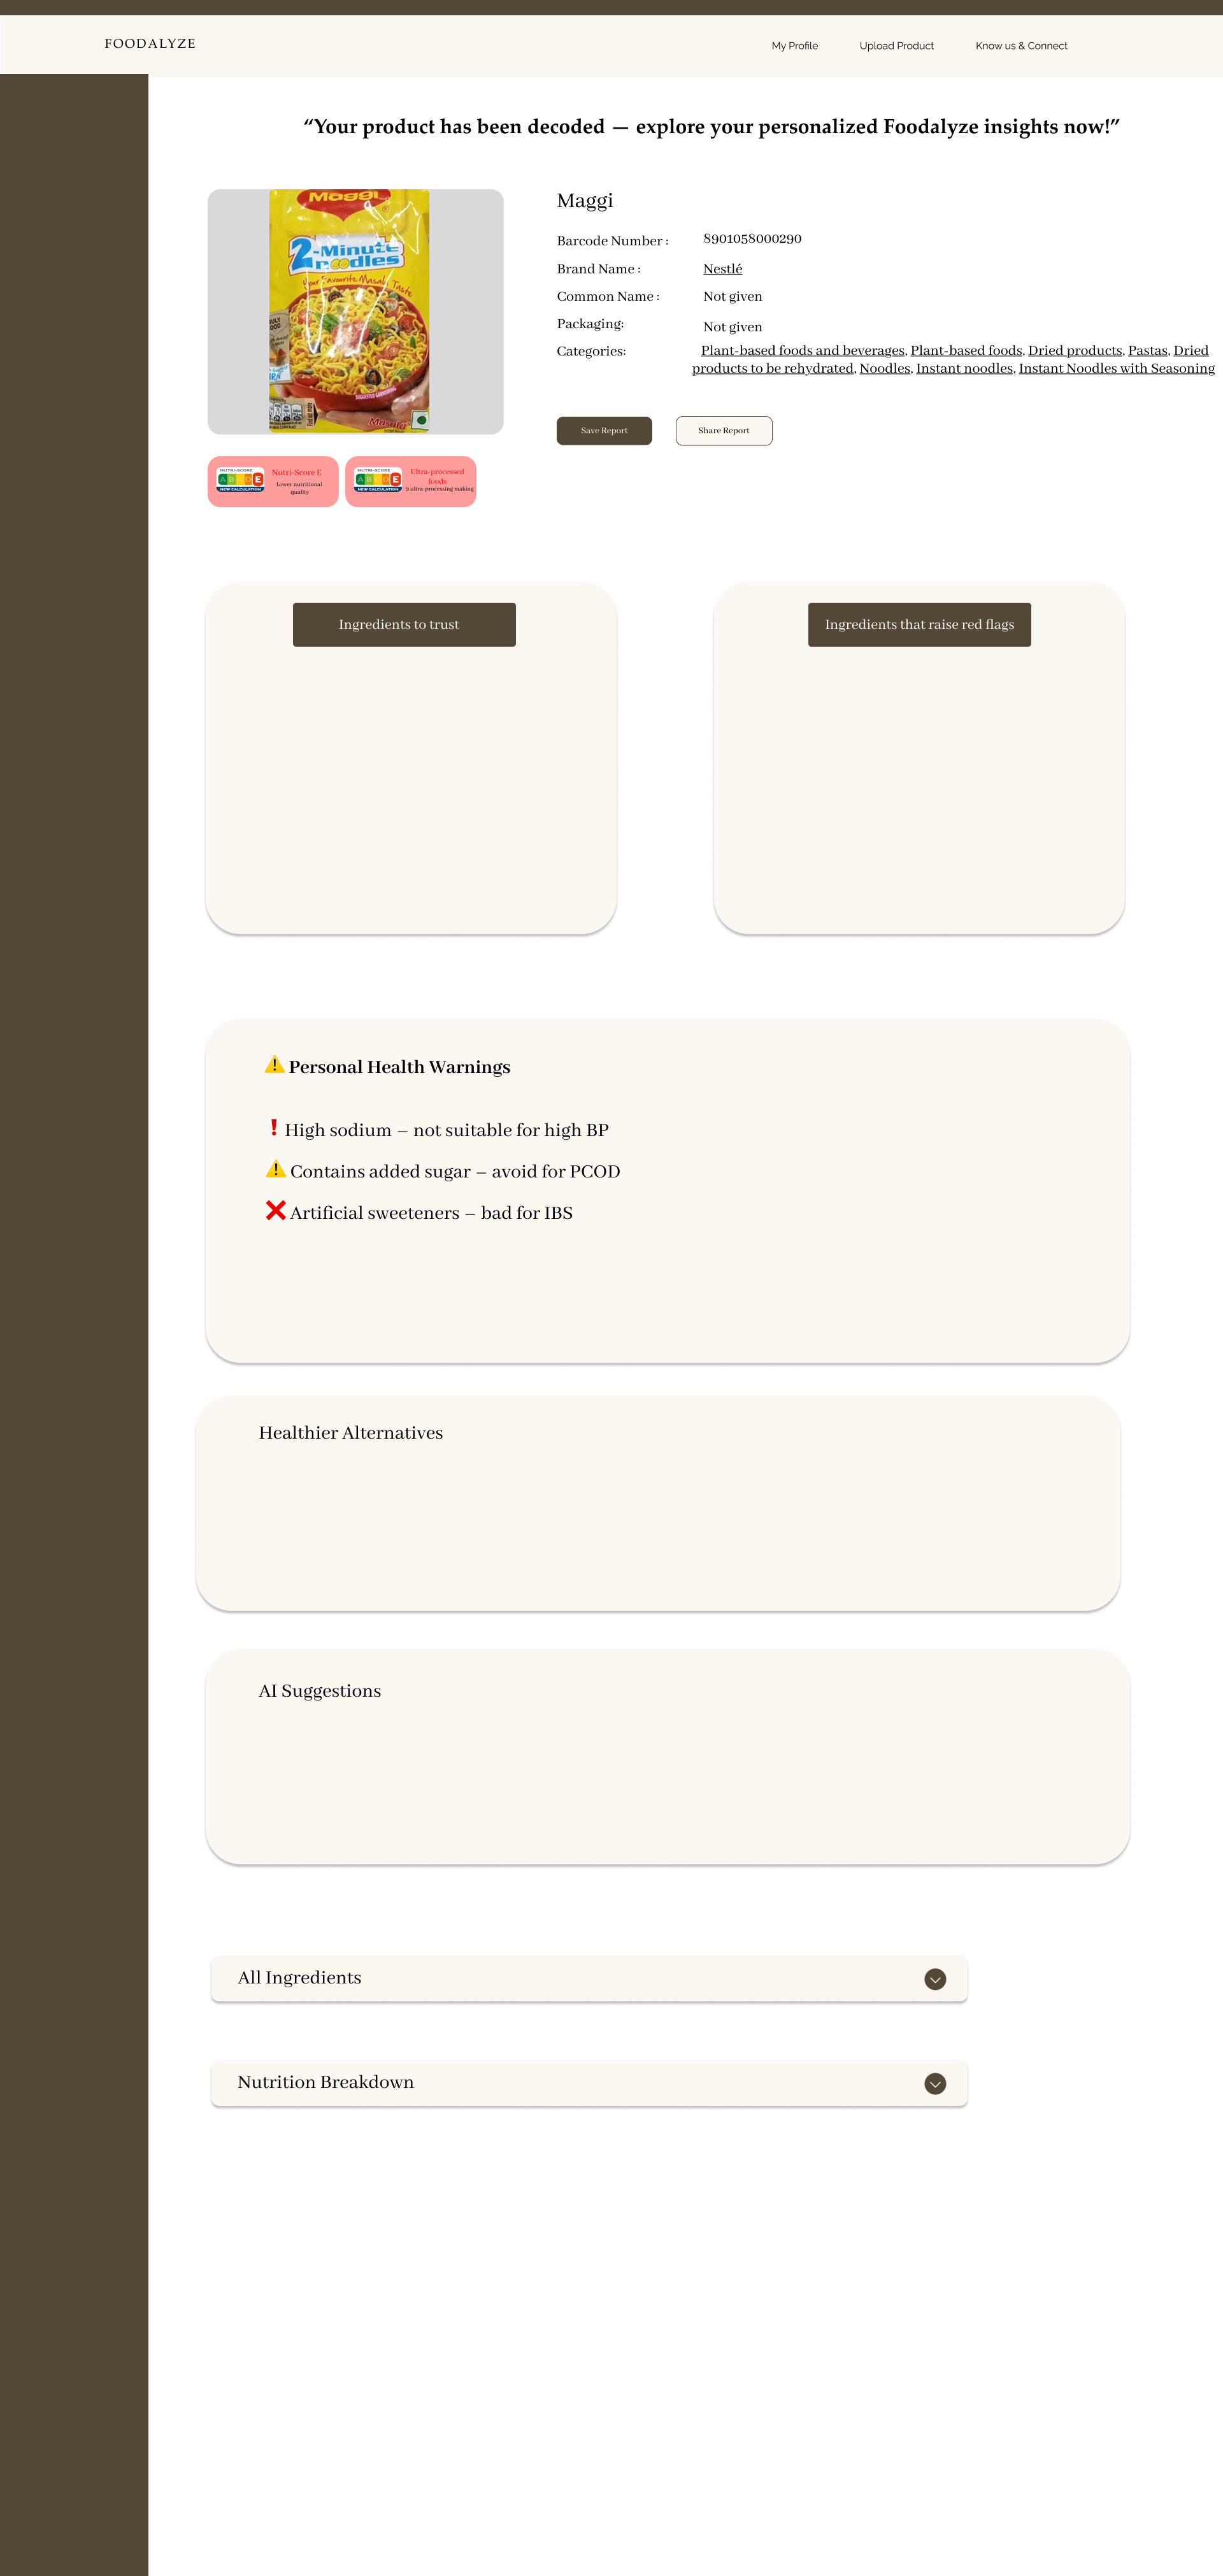 FOODALYZE
My Profile
Upload Product
Know us & Connect
“Your product has been decoded — explore your personalized Foodalyze insights now!”
Maggi
®
2-Minute
noodles
Your Favourite Masala Taste
Masala
Maggi
Barcode Number :
8901058000290
Brand Name :
Nestlé
Common Name :
Not given
Packaging:
Not given
Categories:
Plant-based foods and beverages, Plant-based foods, Dried products, Pastas, Dried
products to be rehydrated, Noodles, Instant noodles, Instant Noodles with Seasoning
Save Report
Share Report
NUTRI-SCORE
A B C D E
NEW CALCULATION
Nutri-Score E
Lower nutritional
quality
NUTRI-SCORE
A B C D E
NEW CALCULATION
Ultra-processed
foods
9 ultra-processing making
Ingredients to trust
Ingredients that raise red flags
Personal Health Warnings
High sodium – not suitable for high BP
Contains added sugar – avoid for PCOD
Artificial sweeteners – bad for IBS
Healthier Alternatives
AI Suggestions
All Ingredients
Nutrition Breakdown